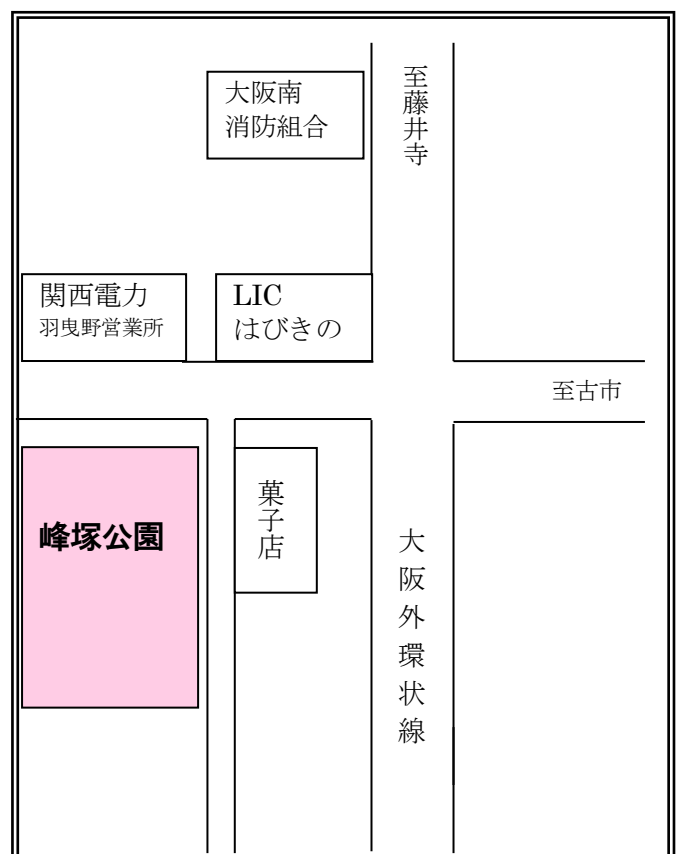 大阪南
消防組合
至藤井寺
関西電力
羽曳野営業所
LIC
はびきの
至古市
峰塚公園
菓子店
大阪外環状線